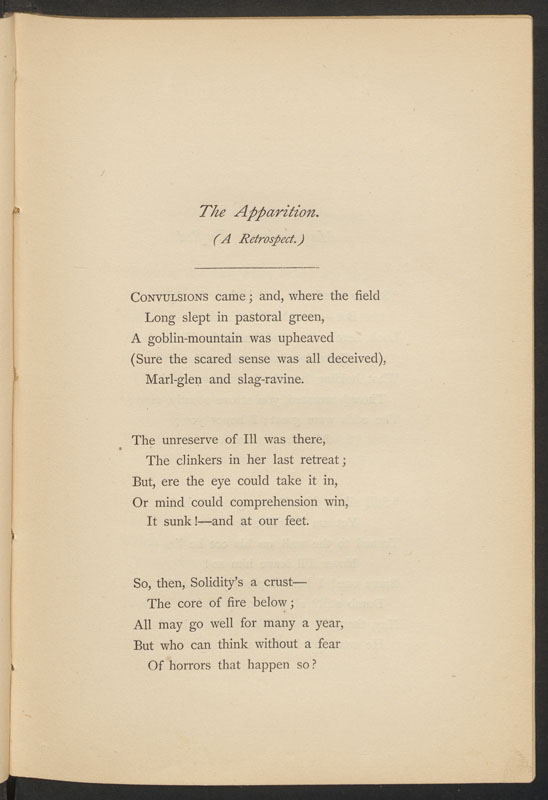 The Apparition.
(A Retrospect.)
CONVULSIONS came; and, where the field
Long slept in pastoral green,
A goblin-mountain was upheaved
(Sure the scared sense was all deceived),
Marl-glen and slag-ravine.
The unreserve of Ill was there,
The clinkers in her last retreat;
But, ere the eye could take it in,
Or mind could comprehension win,
It sunk!—and at our feet.
So, then, Solidity's a crust—
The core of fire below;
All may go well for many a year,
But who can think without a fear
Of horrors that happen so?